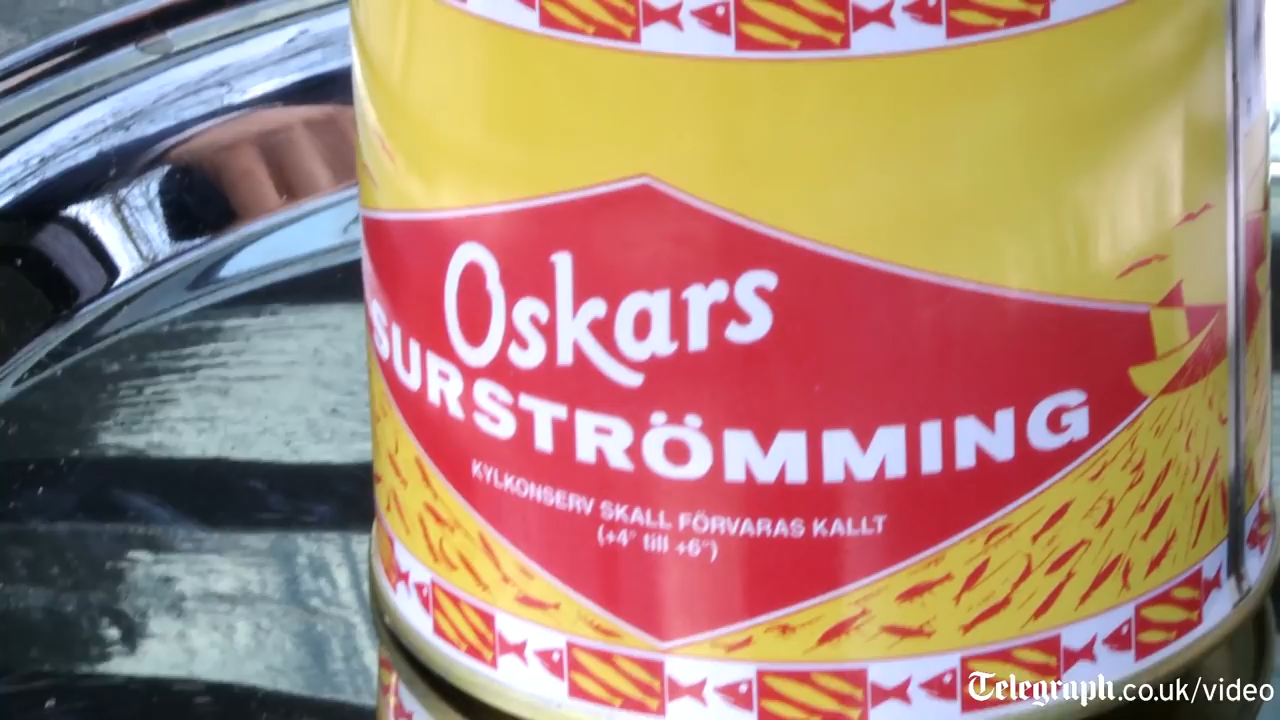 Oskars
SURSTRÖMMING
KYLKONSERV SKALL FÖRVARAS KALLT
(+4° till +6°)
Telegraph.co.uk/video